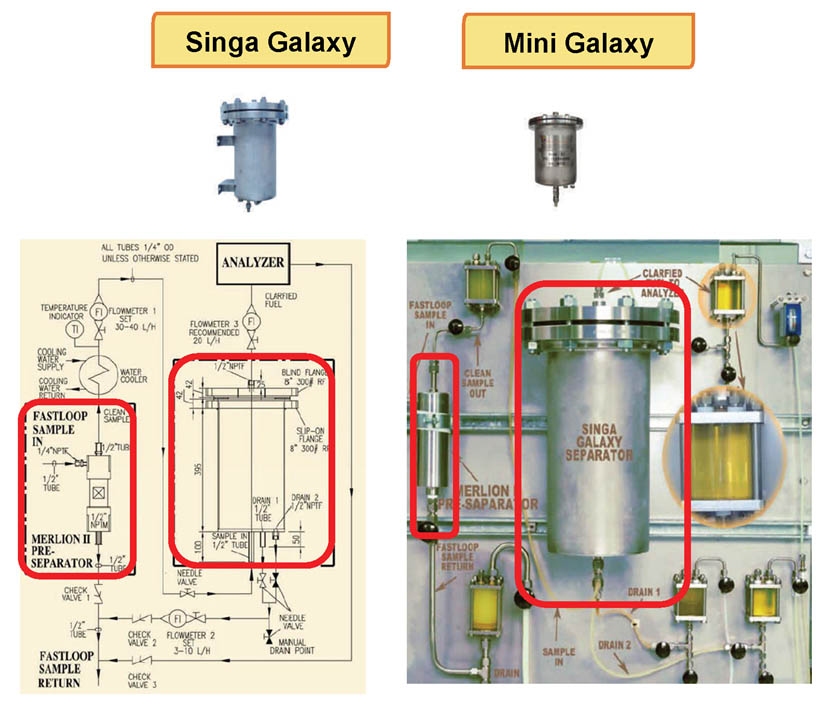 Singa Galaxy
Mini Galaxy
ALL TUBES 1/4" OD
UNLESS OTHERWISE STATED
ANALYZER
CLARFIED
FUEL
TEMPERATURE
INDICATOR
TI
FI
FLOWMETER 1
SET
30-40 L/H
FI
FLOWMETER 3
RECOMMENDED
20 L/H
COOLING
WATER
SUPPLY
COOLING
WATER
RETURN
WATER
COOLER
CLEAN
SAMPLE
FASTLOOP
SAMPLE
IN
1/4"NPTF
1/2"TUBE
1/2"
TUBE
1/2"
NPTM
MERLION II
PRE-
SEPARATOR
1/2"
TUBE
CHECK
VALVE 1
1/2"
TUBE
FASTLOOP
SAMPLE
RETURN
CHECK
VALVE 2
CHECK
VALVE 3
FI
FLOWMETER 2
SET
3-10 L/H
NEEDLE
VALVE
NEEDLE
VALVE
MANUAL
DRAIN POINT
1/2"NPTF
25
42
42
395
100
50
BLIND FLANGE
8" 300# RF
SLIP-ON
FLANGE
8" 300# RF
DRAIN 1
1/2"
TUBE
DRAIN 2
1/2"NPTF
SAMPLE IN
1/2" TUBE
CLARFIED
FUEL TO
ANALYZER
FASTLOOP
SAMPLE
IN
CLEAN
SAMPLE
OUT
SINGA
GALAXY
SEPARATOR
MERLION I
PRE-SAPARATOR
FASTLOOP
SAMPLE
RETURN
DRAIN
SAMPLE
IN
DRAIN 1
DRAIN 2